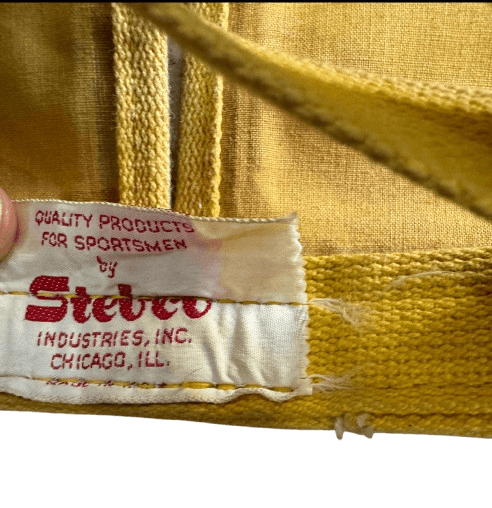 QUALITY PRODUCTS
FOR SPORTSMEN
by
Stebco
INDUSTRIES, INC.
CHICAGO, ILL.